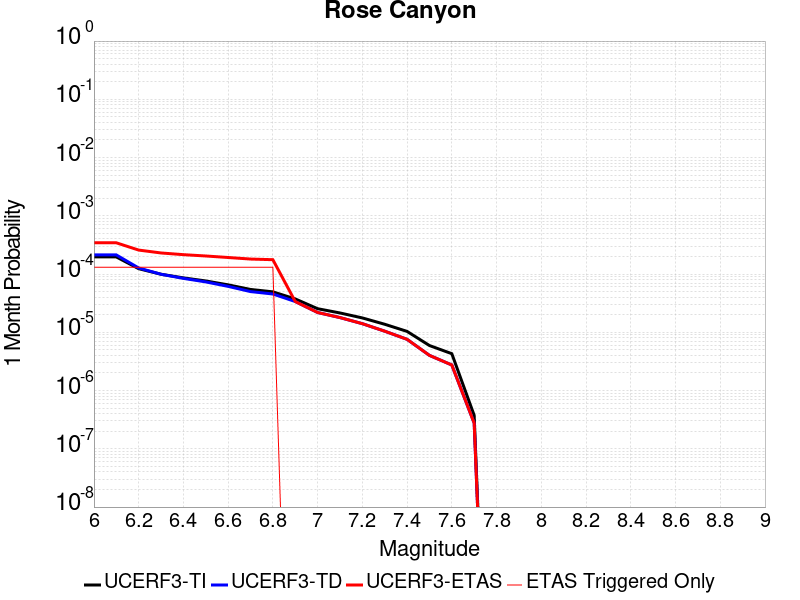 Rose Canyon
1 Month Probability
10^0
10^-1
10^-2
10^-3
10^-4
10^-5
10^-6
10^-7
10^-8
6 6.2 6.4 6.6 6.8 7 7.2 7.4 7.6 7.8 8 8.2 8.4 8.6 8.8 9
Magnitude
UCERF3-TI UCERF3-TD UCERF3-ETAS ETAS Triggered Only